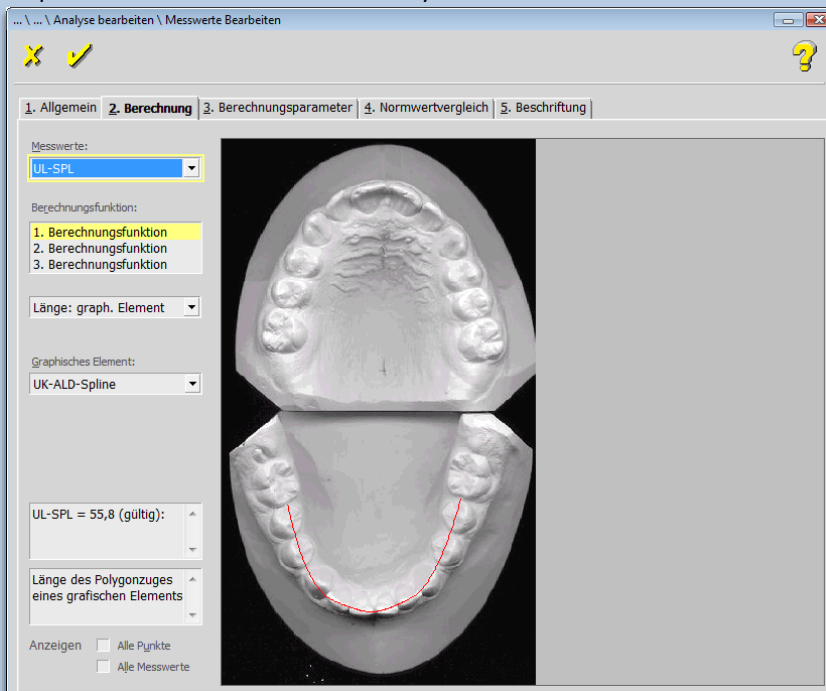 ... \ ... \ Analyse bearbeiten \ Messwerte Bearbeiten
1. Allgemein 2. Berechnung 3. Berechnungsparameter 4. Normwertvergleich 5. Beschriftung
Messwerte:
UL-SPL
Berechnungsfunktion:
1. Berechnungsfunktion
2. Berechnungsfunktion
3. Berechnungsfunktion
Länge: graph. Element
Graphisches Element:
UK-ALD-Spline
UL-SPL = 55,8 (gültig):
Länge des Polygonzuges
eines grafischen Elements
Anzeigen Alle Punkte
Alle Messwerte